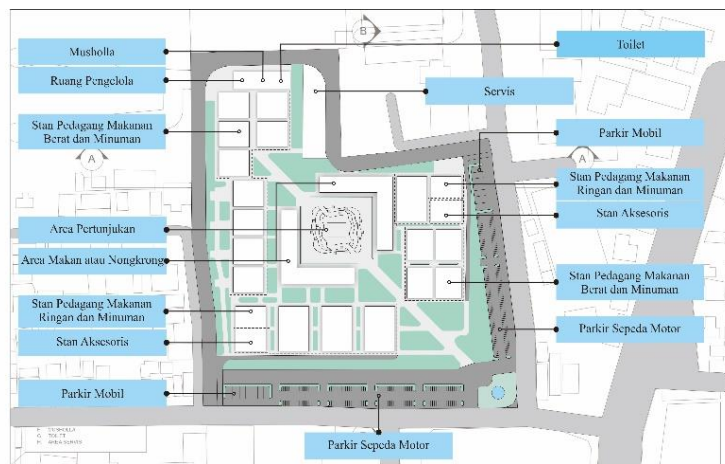 B
Musholla
Toilet
Ruang Pengelola
Servis
Stan Pedagang Makanan
Berat dan Minuman
Parkir Mobil
A
A
Stan Pedagang Makanan
Ringan dan Minuman
Stan Aksesoris
Area Pertunjukan
Area Makan atau Nongkrong
Stan Pedagang Makanan
Berat dan Minuman
Stan Pedagang Makanan
Ringan dan Minuman
Parkir Sepeda Motor
Stan Aksesoris
Parkir Mobil
Parkir Sepeda Motor